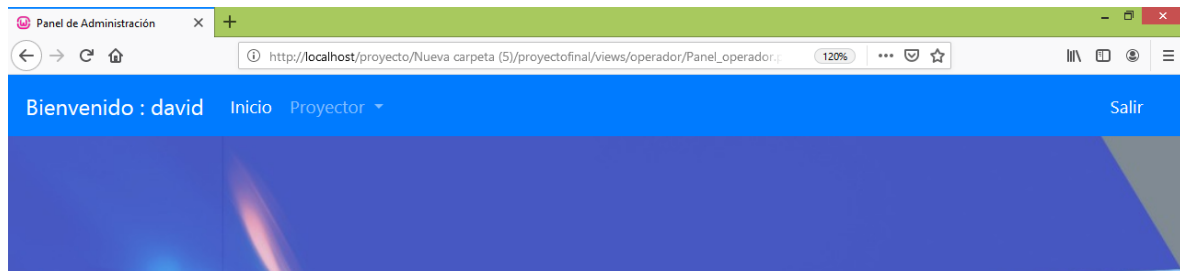 Panel de Administración
http://localhost/proyecto/Nueva carpeta (5)/proyectofinal/views/operador/Panel_operador.p 120%
Bienvenido : david Inicio Proyector Salir